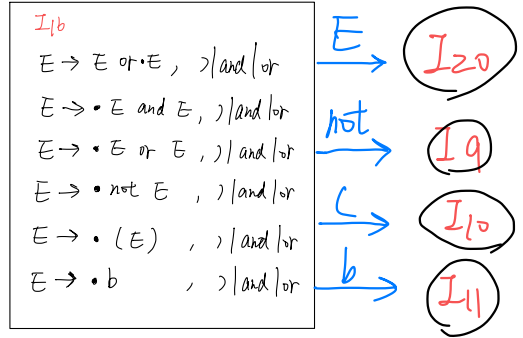 I16
E → E or·E, )|and|or
E → · E and E, )|and|or
E → · E or E, )|and|or
E → · not E, )|and|or
E → · (E), )|and|or
E → · b, )|and|or
E
I20
not
I9
(
I10
b
I11